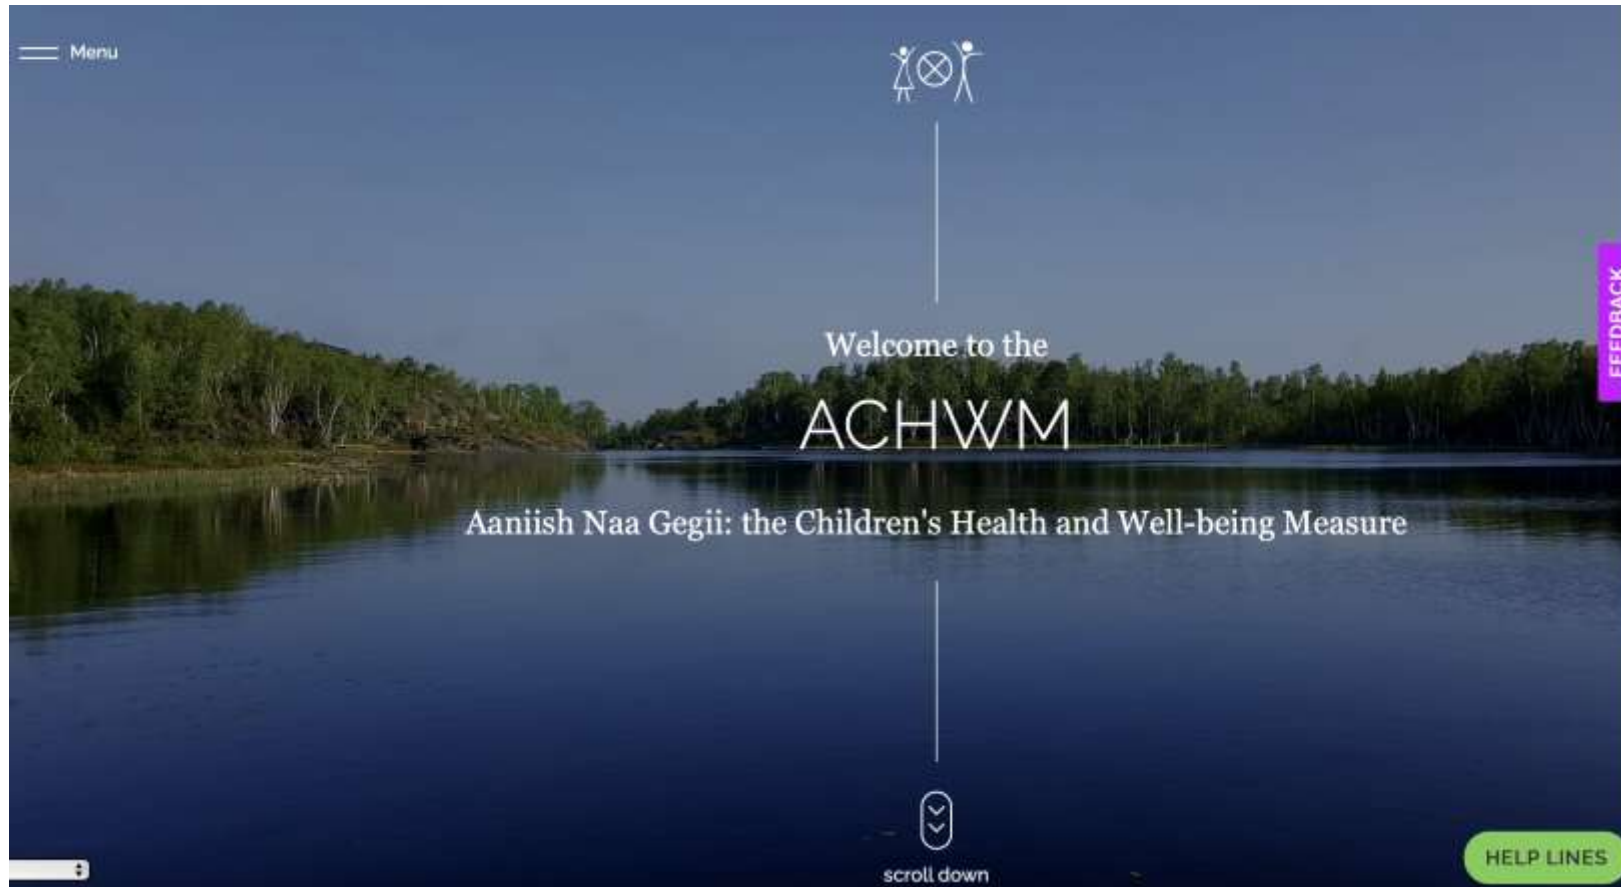 Menu
Welcome to the
ACHWM
FEEDBACK
Aaniish Naa Gegii: the Children's Health and Well-being Measure
scroll down
HELP LINES